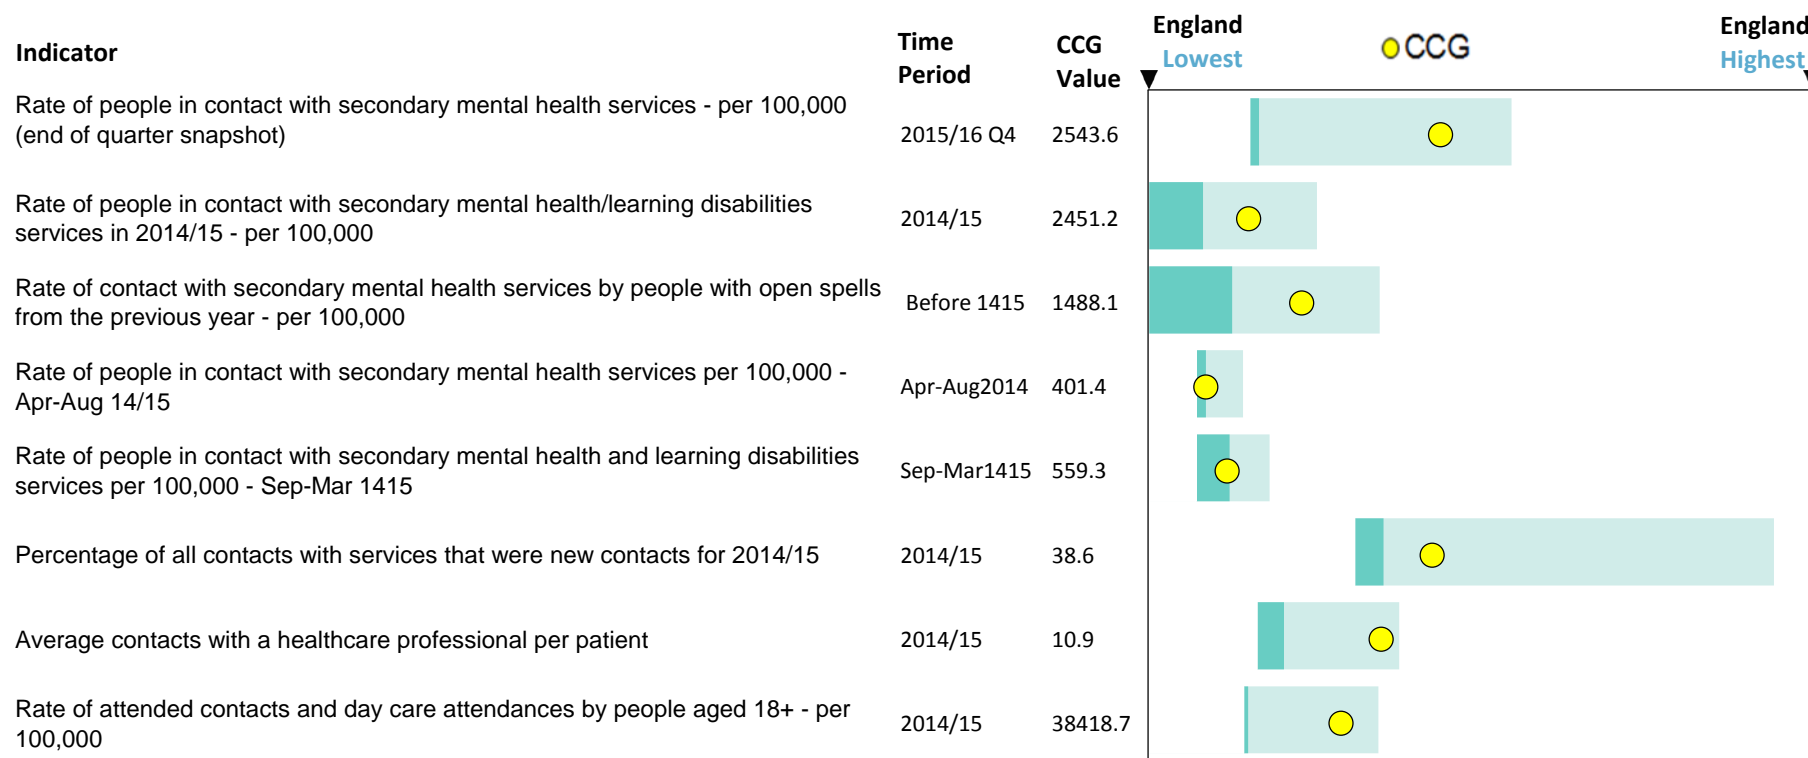 Indicator
Time
Period
CCG
Value
England
Lowest
CCG
England
Highest
Rate of people in contact with secondary mental health services - per 100,000
(end of quarter snapshot)
2015/16 Q4 2543.6
Rate of people in contact with secondary mental health/learning disabilities
services in 2014/15 - per 100,000
2014/15 2451.2
Rate of contact with secondary mental health services by people with open spells
from the previous year - per 100,000
Before 1415 1488.1
Rate of people in contact with secondary mental health services per 100,000 -
Apr-Aug 14/15
Apr-Aug2014 401.4
Rate of people in contact with secondary mental health and learning disabilities
services per 100,000 - Sep-Mar 1415
Sep-Mar1415 559.3
Percentage of all contacts with services that were new contacts for 2014/15
2014/15 38.6
Average contacts with a healthcare professional per patient
2014/15 10.9
Rate of attended contacts and day care attendances by people aged 18+ - per
100,000
2014/15 38418.7